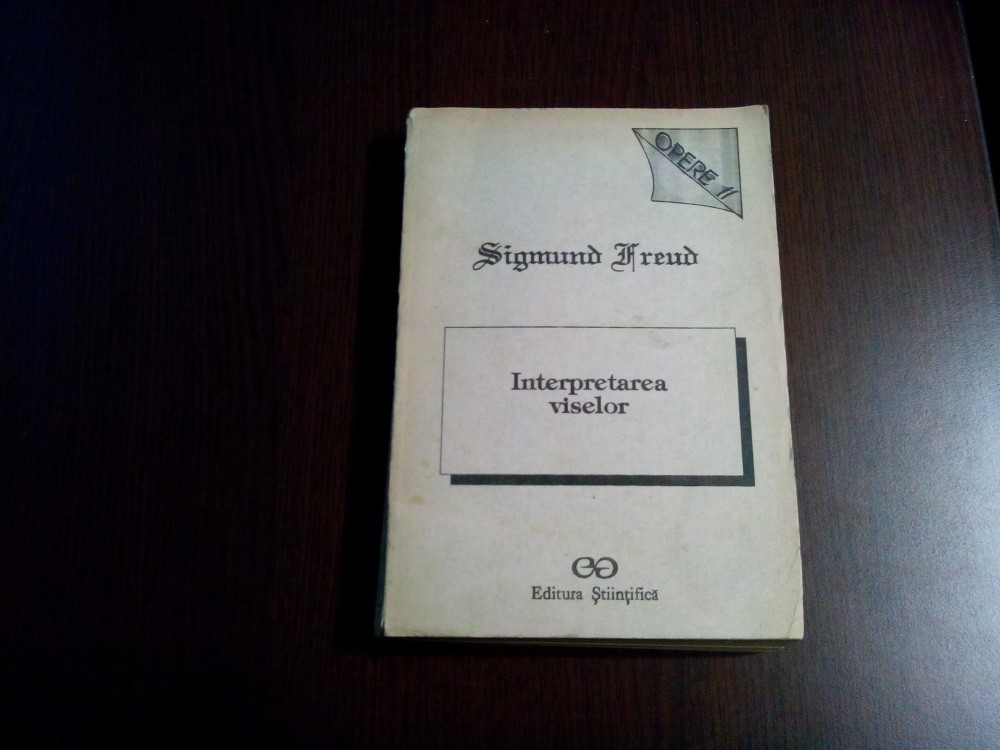 OPERE II
Sigmund Freud
Interpretarea
viselor
Editura Științifică